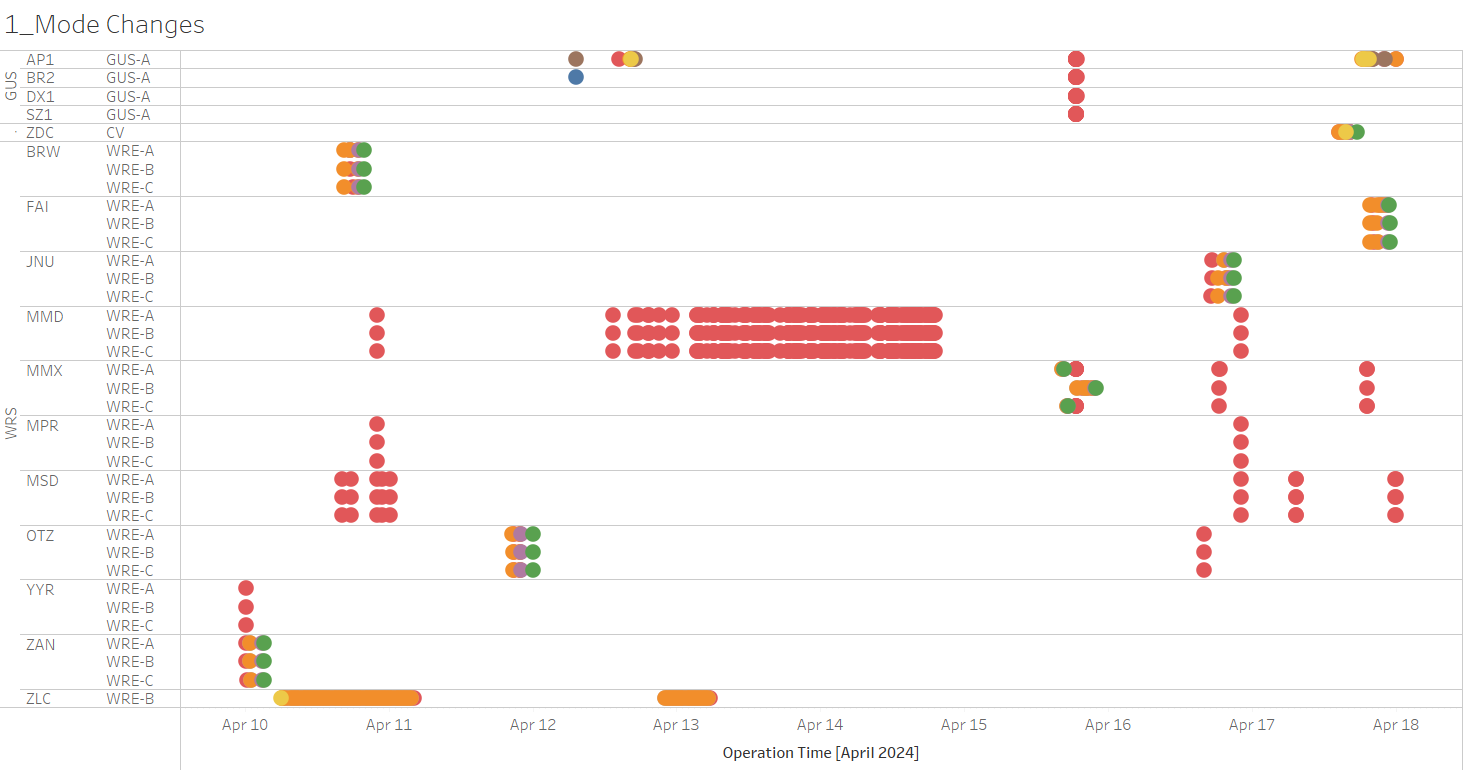 1_Mode Changes
GUS
AP1 GUS-A
BR2 GUS-A
DX1 GUS-A
SZ1 GUS-A
ZDC CV
WRS
BRW WRE-A
WRE-B
WRE-C
FAI WRE-A
WRE-B
WRE-C
JNU WRE-A
WRE-B
WRE-C
MMD WRE-A
WRE-B
WRE-C
MMX WRE-A
WRE-B
WRE-C
MPR WRE-A
WRE-B
WRE-C
MSD WRE-A
WRE-B
WRE-C
OTZ WRE-A
WRE-B
WRE-C
YYR WRE-A
WRE-B
WRE-C
ZAN WRE-A
WRE-B
WRE-C
ZLC WRE-B
Apr 10 Apr 11 Apr 12 Apr 13 Apr 14 Apr 15 Apr 16 Apr 17 Apr 18
Operation Time [April 2024]